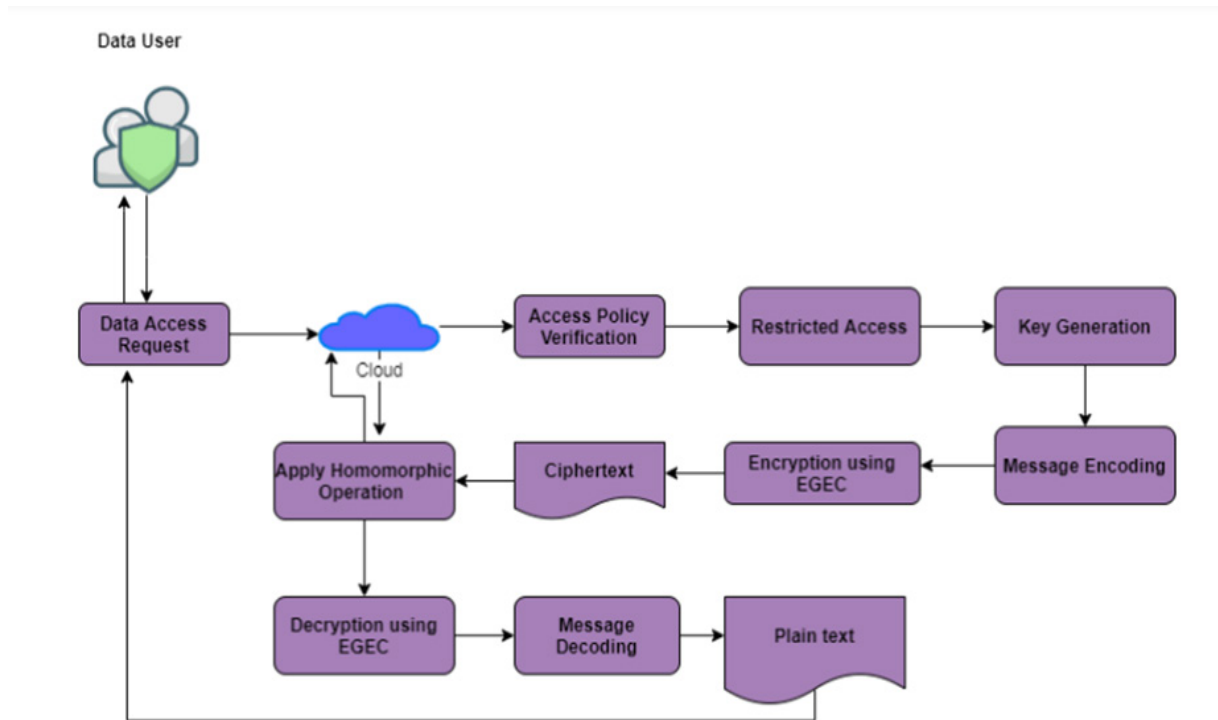 Data User
Data Access
Request
Cloud
Access Policy
Verification
Restricted Access
Key Generation
Message Encoding
Encryption using
EGEC
Ciphertext
Apply Homomorphic
Operation
Decryption using
EGEC
Message
Decoding
Plain text